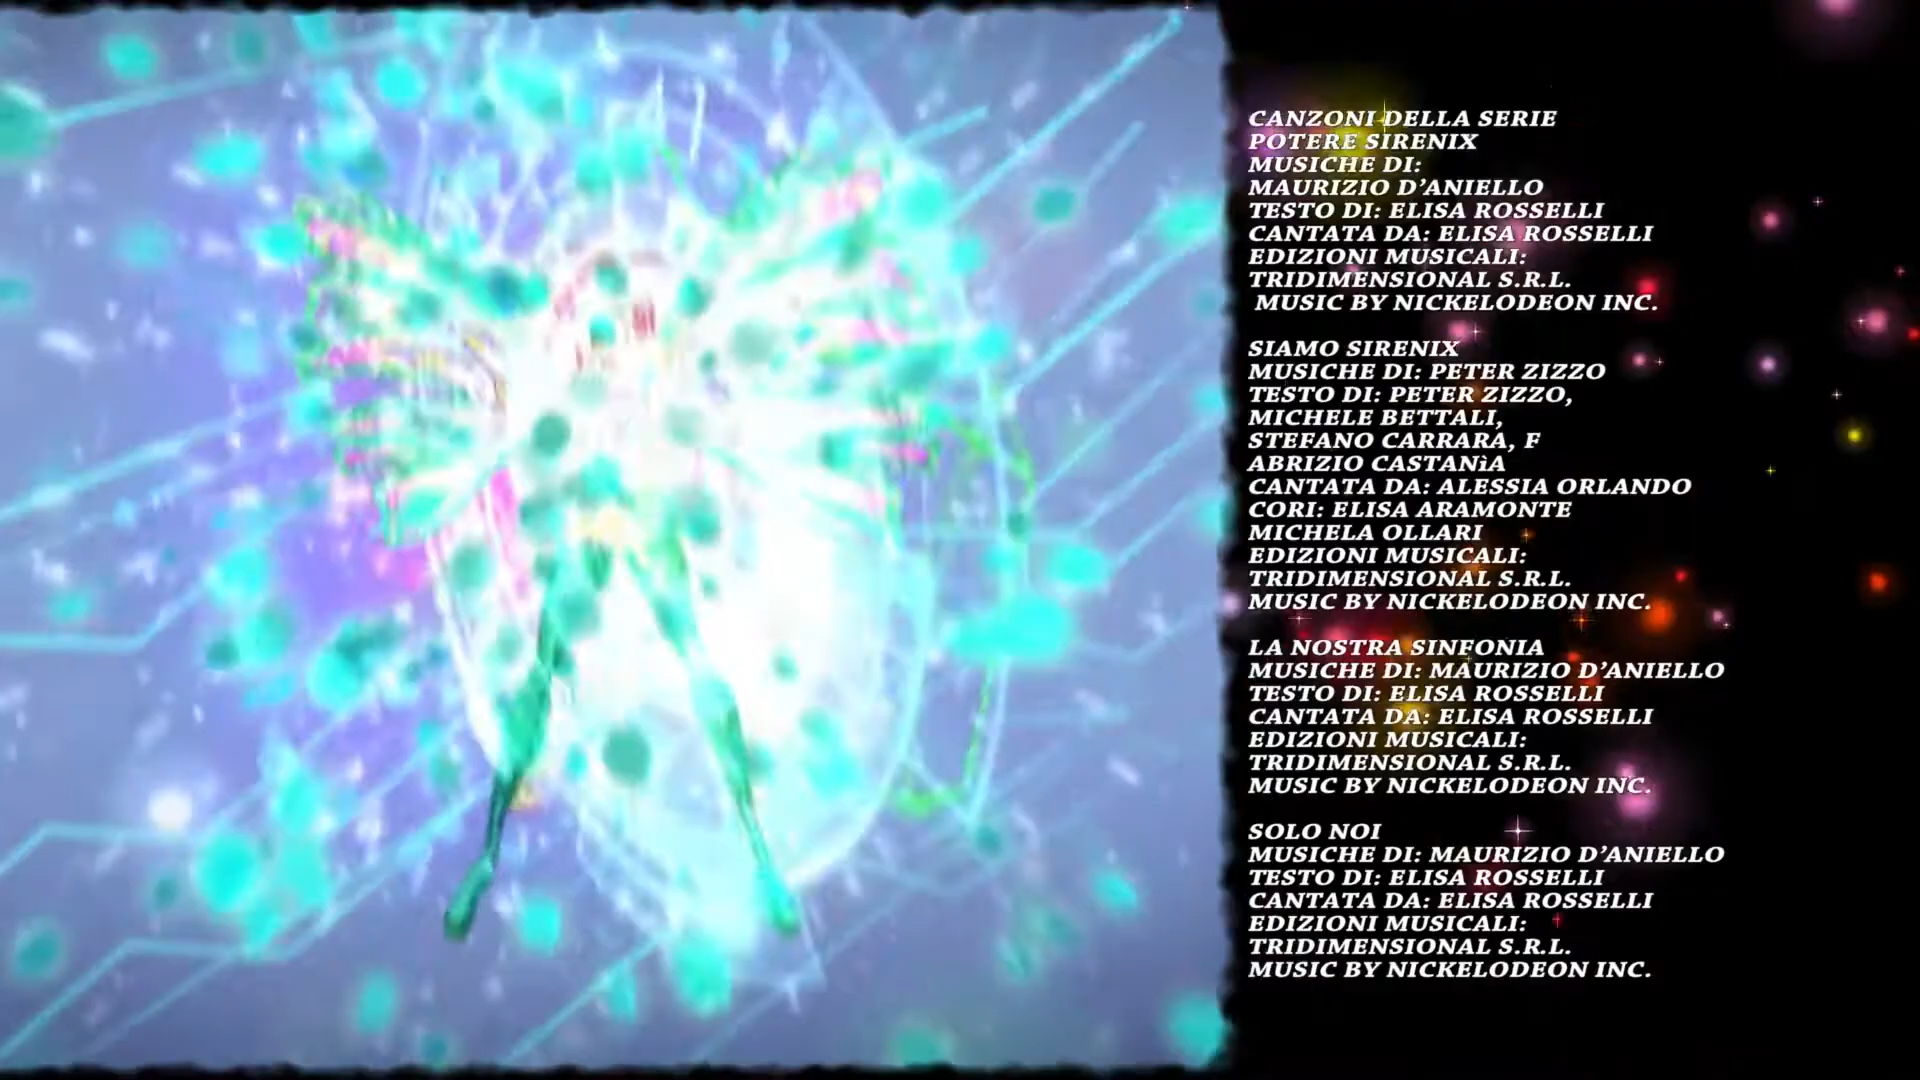 CANZONI DELLA SERIE
POTERE SIRENIX
MUSICHE DI:
MAURIZIO D'ANIELLO
TESTO DI: ELISA ROSSELLI
CANTATA DA: ELISA ROSSELLI
EDIZIONI MUSICALI:
TRIDIMENSIONAL S.R.L.
MUSIC BY NICKELODEON INC.
SIAMO SIRENIX
MUSICHE DI: PETER ZIZZO
TESTO DI: PETER ZIZZO,
MICHELE BETTALI,
STEFANO CARRARA, F
ABRIZIO CASTANìA
CANTATA DA: ALESSIA ORLANDO
CORI: ELISA ARAMONTE
MICHELA OLLARI
EDIZIONI MUSICALI:
TRIDIMENSIONAL S.R.L.
MUSIC BY NICKELODEON INC.
LA NOSTRA SINFONIA
MUSICHE DI: MAURIZIO D'ANIELLO
TESTO DI: ELISA ROSSELLI
CANTATA DA: ELISA ROSSELLI
EDIZIONI MUSICALI:
TRIDIMENSIONAL S.R.L.
MUSIC BY NICKELODEON INC.
SOLO NOI
MUSICHE DI: MAURIZIO D'ANIELLO
TESTO DI: ELISA ROSSELLI
CANTATA DA: ELISA ROSSELLI
EDIZIONI MUSICALI:
TRIDIMENSIONAL S.R.L.
MUSIC BY NICKELODEON INC.